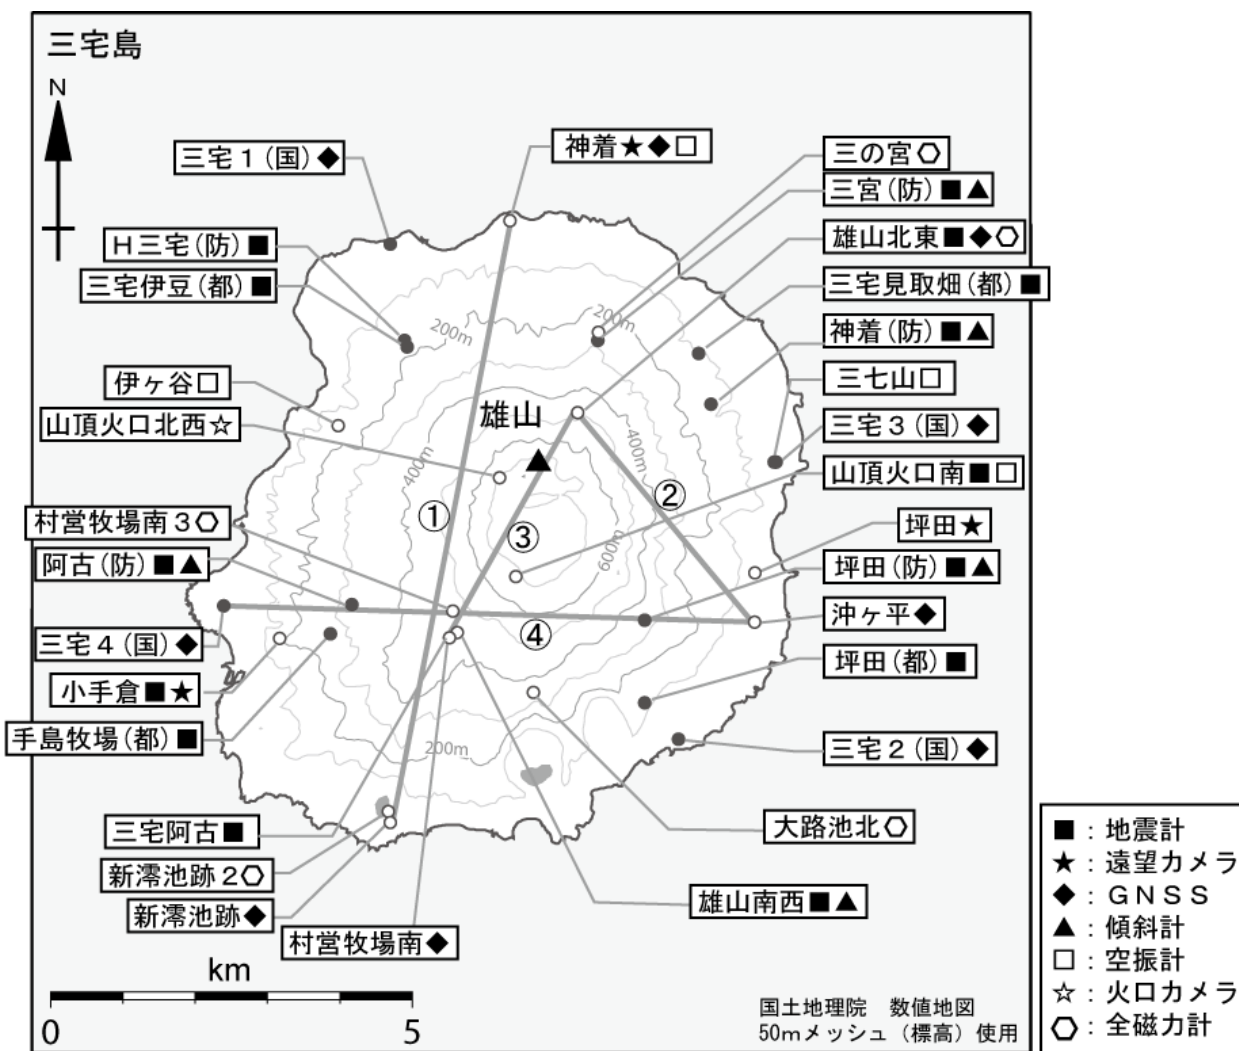 三宅島
N
神着★◆□
三宅1(国)◆
三の宮⬡
三宮(防)■▲
雄山北東■◆⬡
H三宅(防)■
三宅伊豆(都)■
三宅見取畑(都)■
200m
200m
神着(防)■▲
伊ヶ谷□
三七山□
雄山
山頂火口北西☆
三宅3(国)◆
400m
400m
山頂火口南■□
①
②
③
村営牧場南3⬡
坪田★
600m
阿古(防)■▲
坪田(防)■▲
沖ヶ平◆
三宅4(国)◆
④
坪田(都)■
小手倉■★
手島牧場(都)■
200m
三宅2(国)◆
三宅阿古■
大路池北⬡
新澪池跡2⬡
雄山南西■▲
新澪池跡◆
村営牧場南◆
km
0 5
国土地理院 数値地図
50mメッシュ(標高)使用
■:地震計
★:遠望カメラ
◆:GNSS
▲:傾斜計
□:空振計
☆:火口カメラ
⬡:全磁力計